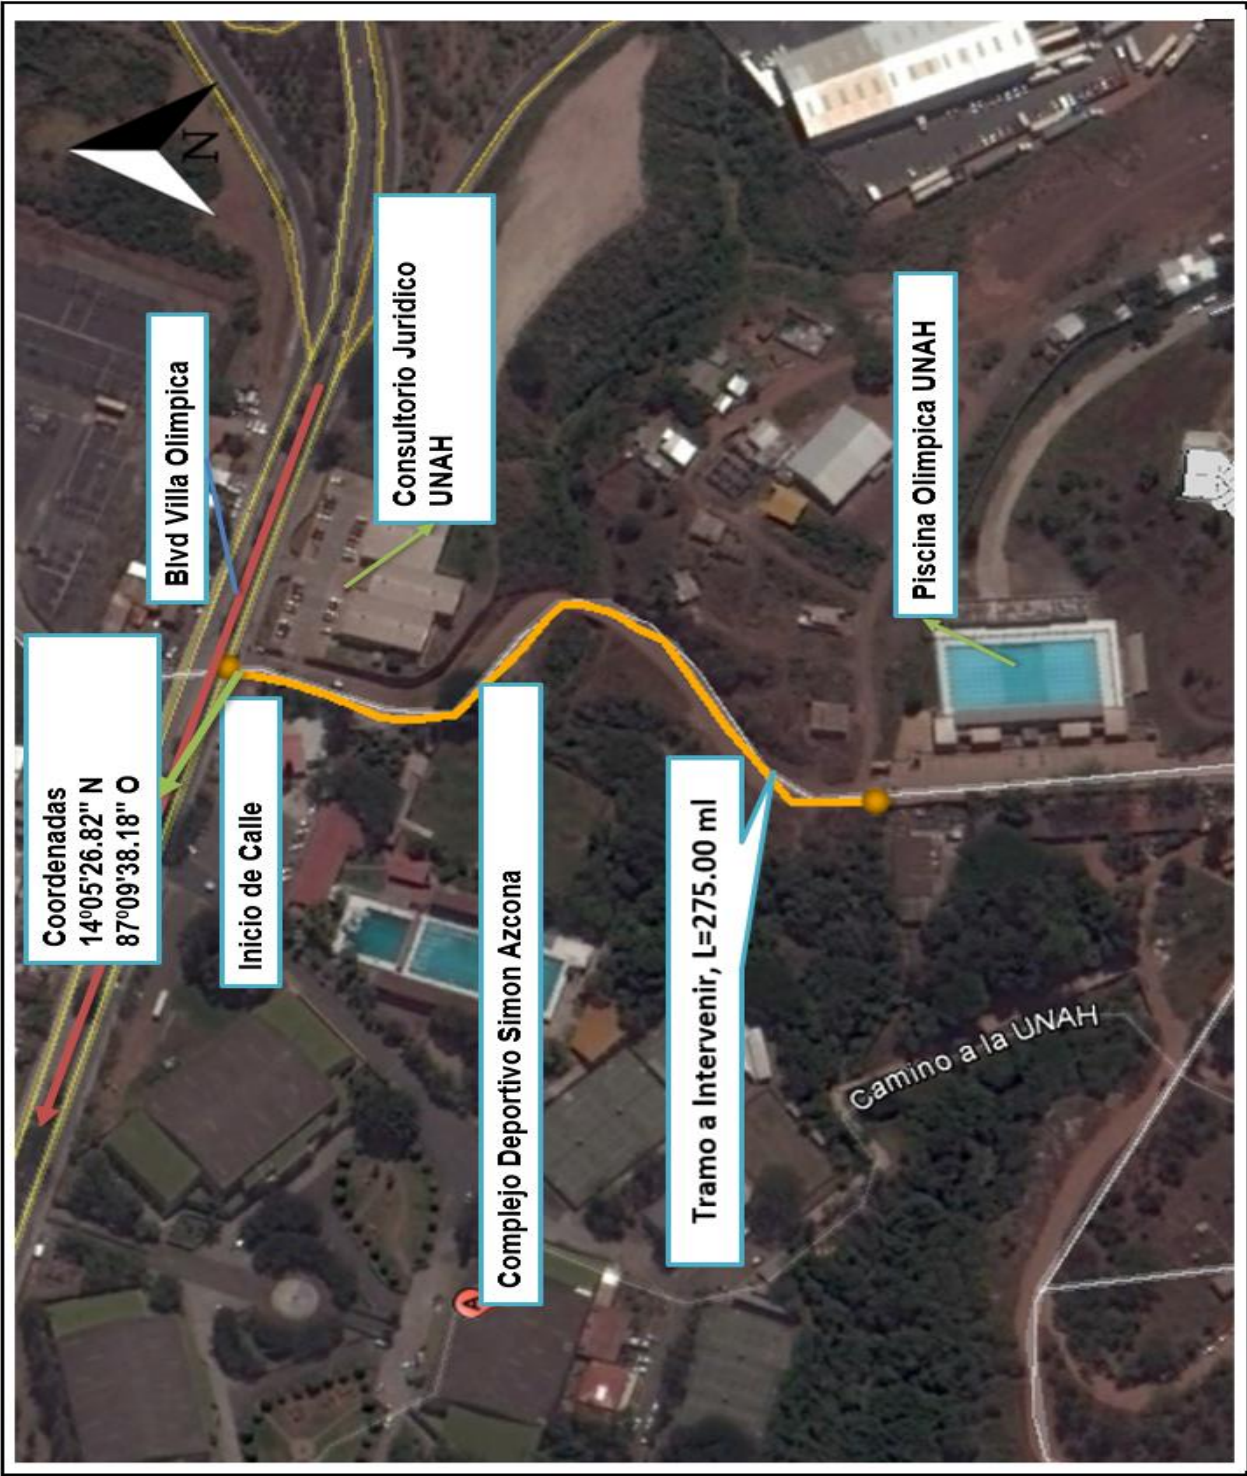 N
Coordenadas
14º05'26.82" N
87º09'38.18" O
Blvd Villa Olimpica
Inicio de Calle
Consultorio Juridico
UNAH
Complejo Deportivo Simon Azcona
A
Tramo a Intervenir, L=275.00 ml
Piscina Olimpica UNAH
Camino a la UNAH